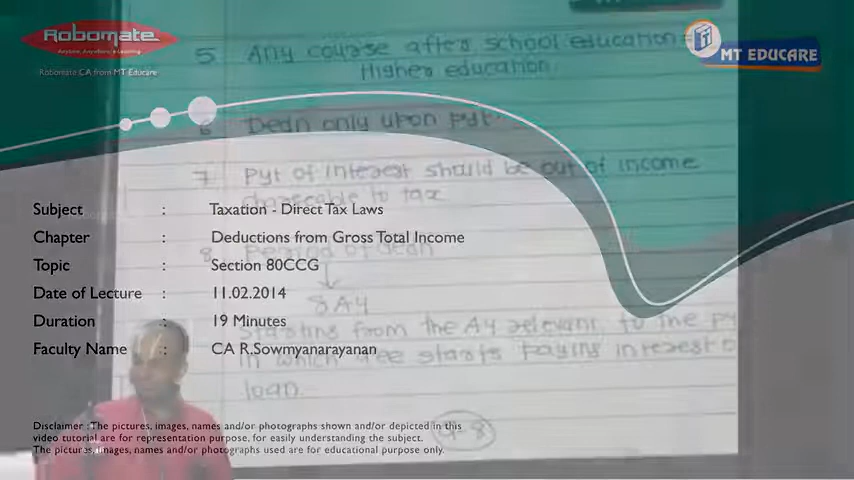 Robomate
Anytime, Anywhere, e-Learning
Robomate CA from MT Educare
MT EDUCARE
5 Any course after school education =
Higher education
6 Dedn only upon pyt.
7 Pyt of interest should be out of income
chargeable to tax
Subject : Taxation - Direct Tax Laws
Chapter : Deductions from Gross Total Income
8 Period of dedn
Topic : Section 80CCG
Date of Lecture : 11.02.2014
8 AY
Duration : 19 Minutes
Starting from the AY relevant to the PY
Faculty Name : CA R.Sowmyanarayanan
in which starts paying interest
loan
Disclaimer :The pictures, images, names and/or photographs shown and/or depicted in this
video tutorial are for representation purpose, for easily understanding the subject.
The pictures, images, names and/or photographs used are for educational purpose only.